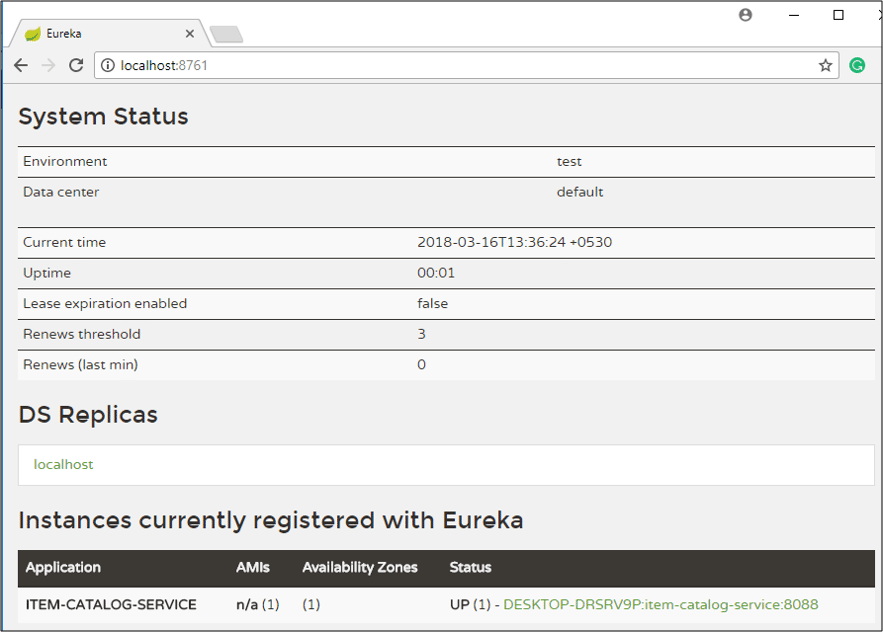 Eureka
localhost:8761
System Status
Environment test
Data center default
Current time 2018-03-16T13:36:24 +0530
Uptime 00:01
Lease expiration enabled false
Renews threshold 3
Renews (last min) 0
DS Replicas
localhost
Instances currently registered with Eureka
Application AMIs Availability Zones Status
ITEM-CATALOG-SERVICE n/a (1) (1) UP (1) - DESKTOP-DRSRV9P:item-catalog-service:8088